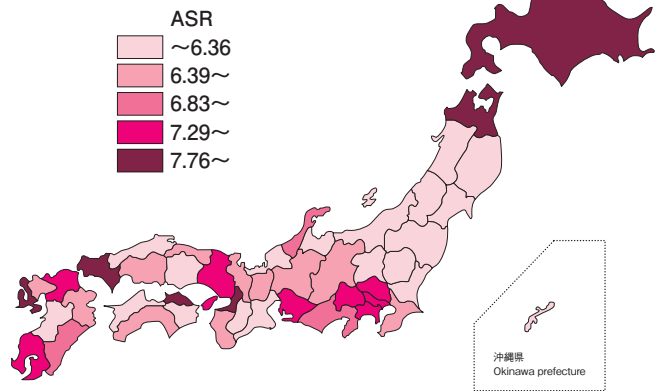 ASR
〜6.36
6.39〜
6.83〜
7.29〜
7.76〜
沖縄県
Okinawa prefecture